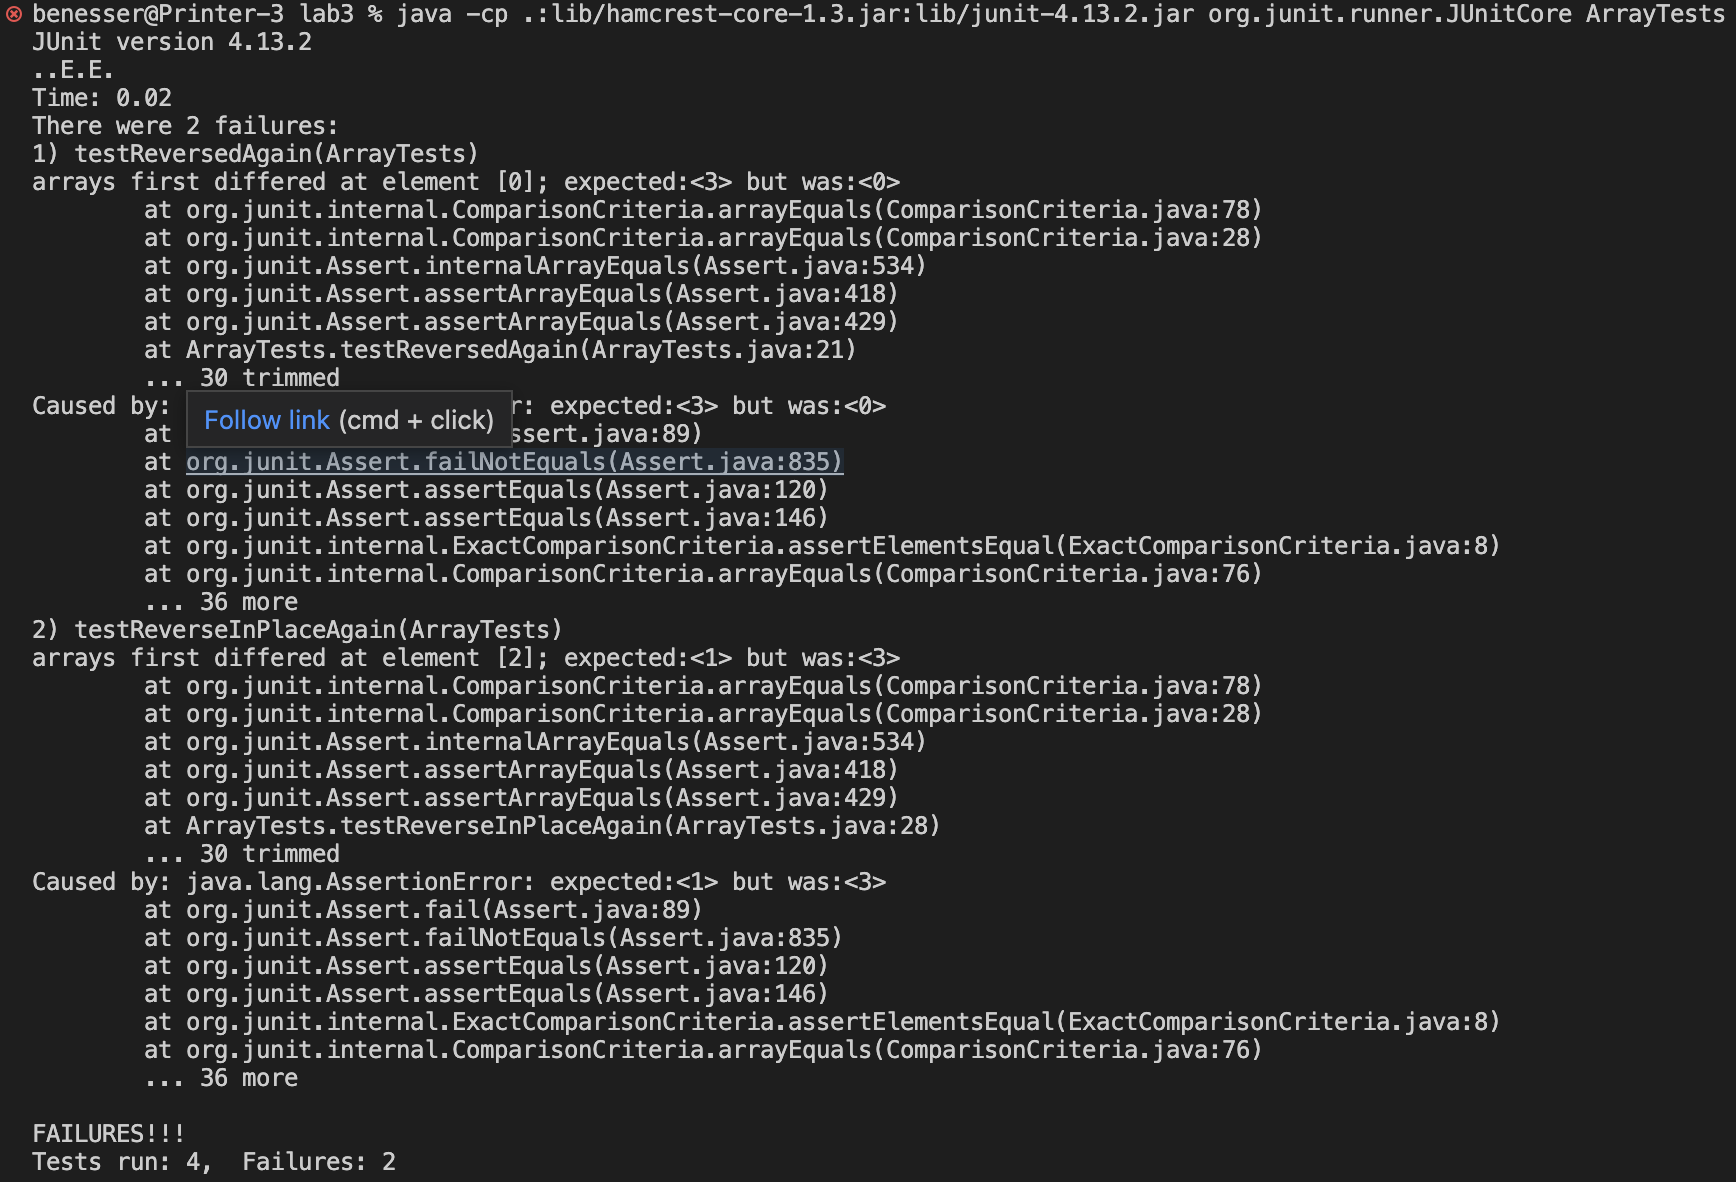 benesser@Printer-3 lab3 % java -cp .:lib/hamcrest-core-1.3.jar:lib/junit-4.13.2.jar org.junit.runner.JUnitCore ArrayTests
JUnit version 4.13.2
..E.E.
Time: 0.02
There were 2 failures:
1) testReversedAgain(ArrayTests)
arrays first differed at element [0]; expected:<3> but was:<0>
at org.junit.internal.ComparisonCriteria.arrayEquals(ComparisonCriteria.java:78)
at org.junit.internal.ComparisonCriteria.arrayEquals(ComparisonCriteria.java:28)
at org.junit.Assert.internalArrayEquals(Assert.java:534)
at org.junit.Assert.assertArrayEquals(Assert.java:418)
at org.junit.Assert.assertArrayEquals(Assert.java:429)
at ArrayTests.testReversedAgain(ArrayTests.java:21)
... 30 trimmed
Caused by: r: expected:<3> but was:<0>
Follow link (cmd + click)
at ssert.java:89)
at org.junit.Assert.failNotEquals(Assert.java:835)
at org.junit.Assert.assertEquals(Assert.java:120)
at org.junit.Assert.assertEquals(Assert.java:146)
at org.junit.internal.ExactComparisonCriteria.assertElementsEqual(ExactComparisonCriteria.java:8)
at org.junit.internal.ComparisonCriteria.arrayEquals(ComparisonCriteria.java:76)
... 36 more
2) testReverseInPlaceAgain(ArrayTests)
arrays first differed at element [2]; expected:<1> but was:<3>
at org.junit.internal.ComparisonCriteria.arrayEquals(ComparisonCriteria.java:78)
at org.junit.internal.ComparisonCriteria.arrayEquals(ComparisonCriteria.java:28)
at org.junit.Assert.internalArrayEquals(Assert.java:534)
at org.junit.Assert.assertArrayEquals(Assert.java:418)
at org.junit.Assert.assertArrayEquals(Assert.java:429)
at ArrayTests.testReverseInPlaceAgain(ArrayTests.java:28)
... 30 trimmed
Caused by: java.lang.AssertionError: expected:<1> but was:<3>
at org.junit.Assert.fail(Assert.java:89)
at org.junit.Assert.failNotEquals(Assert.java:835)
at org.junit.Assert.assertEquals(Assert.java:120)
at org.junit.Assert.assertEquals(Assert.java:146)
at org.junit.internal.ExactComparisonCriteria.assertElementsEqual(ExactComparisonCriteria.java:8)
at org.junit.internal.ComparisonCriteria.arrayEquals(ComparisonCriteria.java:76)
... 36 more
FAILURES!!!
Tests run: 4,  Failures: 2